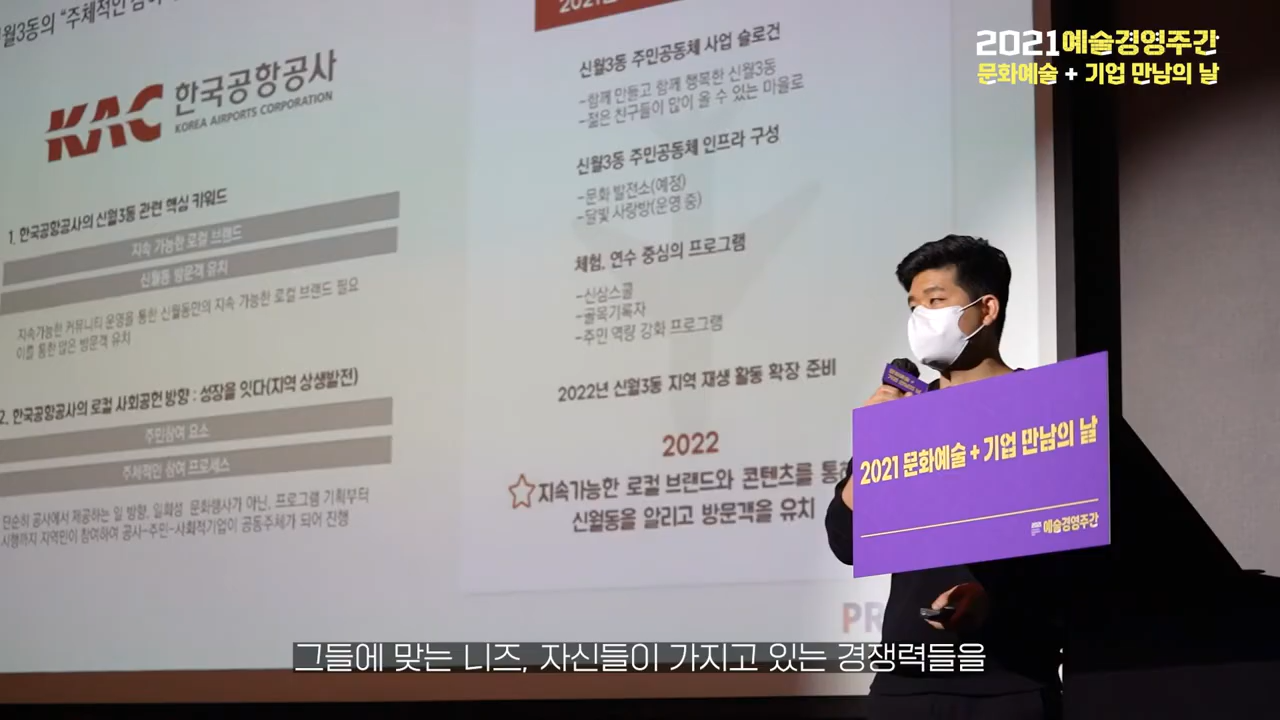 신월3동의 "주체적인
KAC 한국공항공사
KOREA AIRPORTS CORPORATION
1. 한국공항공사의 신월3동 관련 핵심 키워드
지속 가능한 로컬 브랜드
신월동 방문객 유치
지속가능한 커뮤니티 운영을 통한 신월동만의 지속 가능한 로컬 브랜드 필요
이를 통한 많은 방문객 유치
2. 한국공항공사의 로컬 사회공헌 방향 : 성장을 잇다(지역 상생발전)
주민참여 요소
주체적인 참여 프로세스
단순히 공사에서 제공하는 일 방향, 일회성 문화행사가 아닌, 프로그램 기획부터
시행까지 지역민이 참여하여 공사-주민-사회적기업이 공동주체가 되어 진행
신월3동 주민공동체 사업 슬로건
-함께 만들고 함께 행복한 신월3동
-젊은 친구들이 많이 올 수 있는 마을로
신월3동 주민공동체 인프라 구성
-문화 발전소(예정)
-달빛 사랑방(운영 중)
체험, 연수 중심의 프로그램
-신삼스쿨
-골목기록자
-주민 역량 강화 프로그램
2022년 신월3동 지역 재생 활동 확장 준비
2022
지속가능한 로컬 브랜드와 콘텐츠를 통해
신월동을 알리고 방문객을 유치
PR
2021예술경영주간
문화예술 + 기업 만남의 날
2021 문화예술 + 기업 만남의 날
예술경영주간
그들에 맞는 니즈, 자신들이 가지고 있는 경쟁력들을